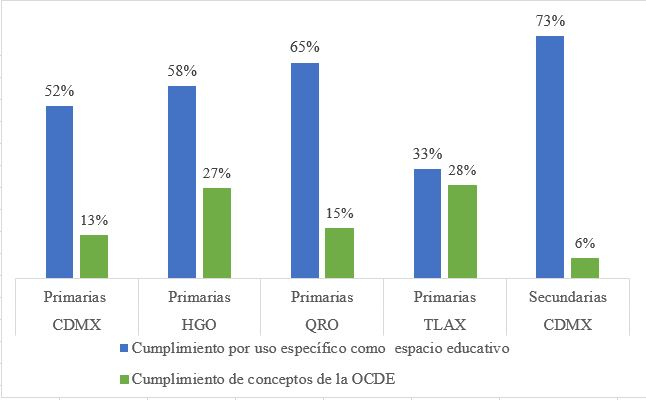 73%
65%
58%
52%
33%
28%
27%
15%
13%
6%
Primarias Primarias Primarias Primarias Secundarias
CDMX HGO QRO TLAX CDMX
Cumplimiento por uso específico como espacio educativo
Cumplimiento de conceptos de la OCDE